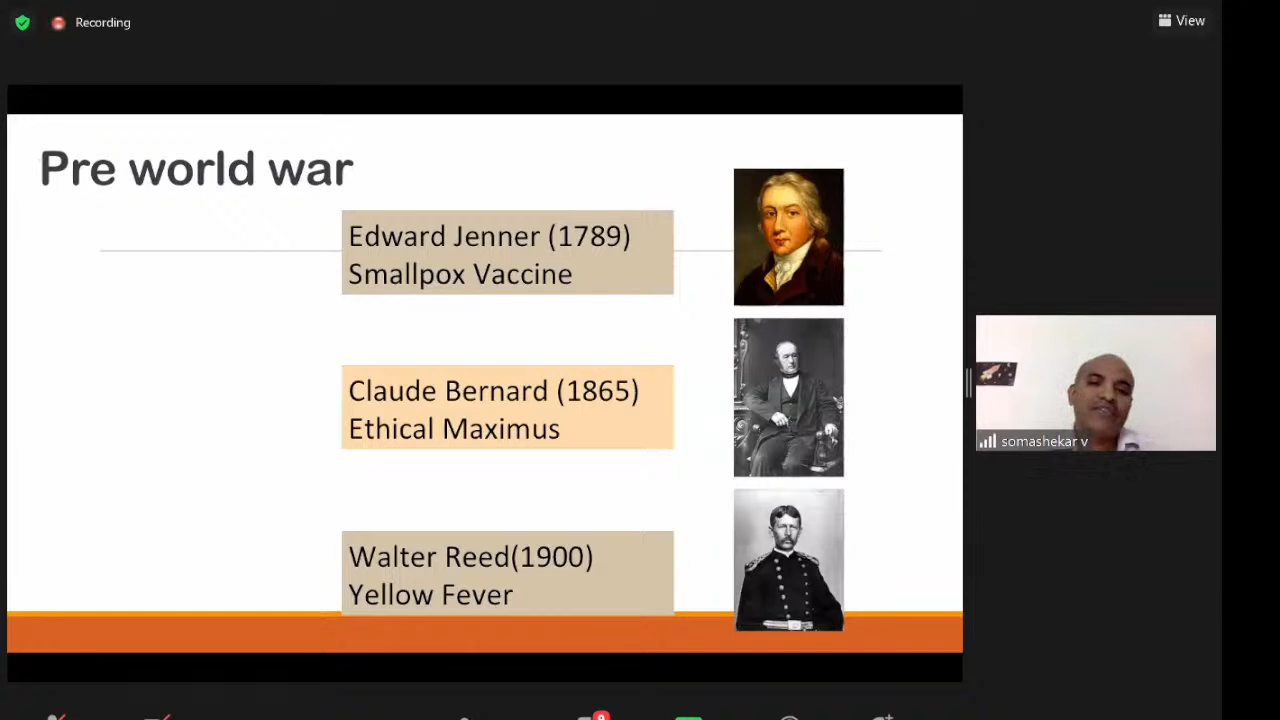 Recording
View
Pre world war
Edward Jenner (1789)
Smallpox Vaccine
Claude Bernard (1865)
Ethical Maximus
Walter Reed(1900)
Yellow Fever
somashekar v